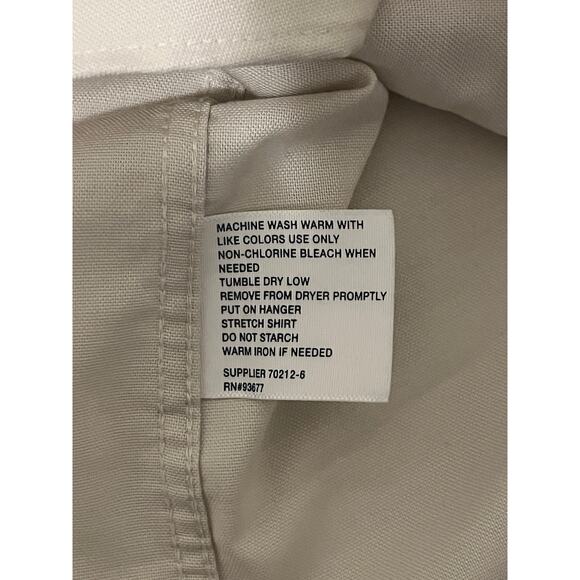 MACHINE WASH WARM WITH
LIKE COLORS USE ONLY
NON-CHLORINE BLEACH WHEN
NEEDED
TUMBLE DRY LOW
REMOVE FROM DRYER PROMPTLY
PUT ON HANGER
STRETCH SHIRT
DO NOT STARCH
WARM IRON IF NEEDED
SUPPLIER 70212-6
RN#93677